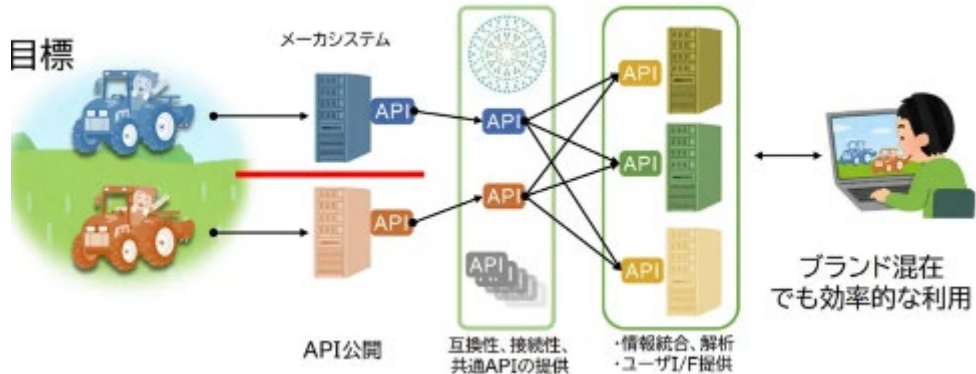 目標
メーカシステム
API
API
API公開
API
API
API
互換性、接続性、
共通APIの提供
API
API
API
・情報統合、解析
・ユーザI/F提供
ブランド混在
でも効率的な利用